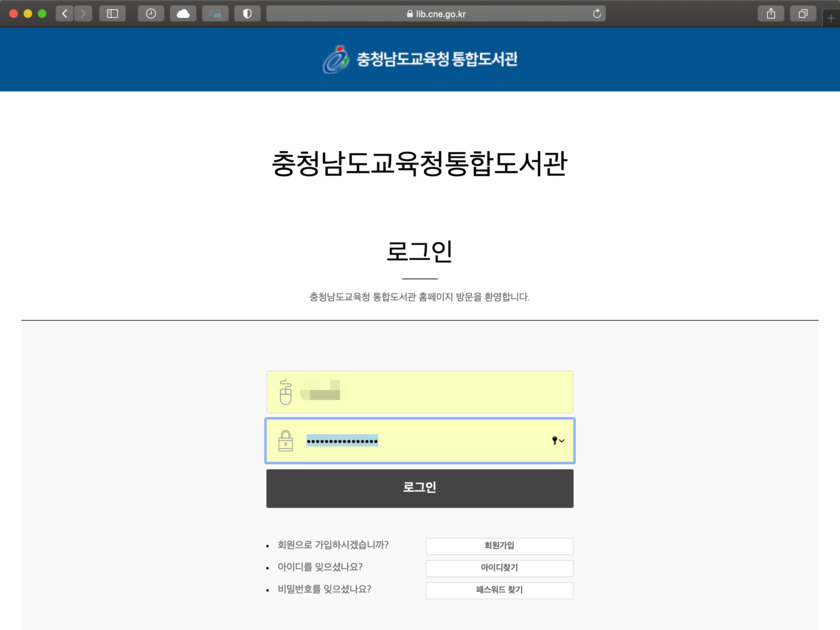 lib.cne.go.kr
충청남도교육청 통합도서관
충청남도교육청통합도서관
로그인
충청남도교육청 통합도서관 홈페이지 방문을 환영합니다.
••••••••••••••••
로그인
회원으로 가입하시겠습니까? 회원가입
아이디를 잊으셨나요? 아이디찾기
비밀번호를 잊으셨나요? 패스워드 찾기